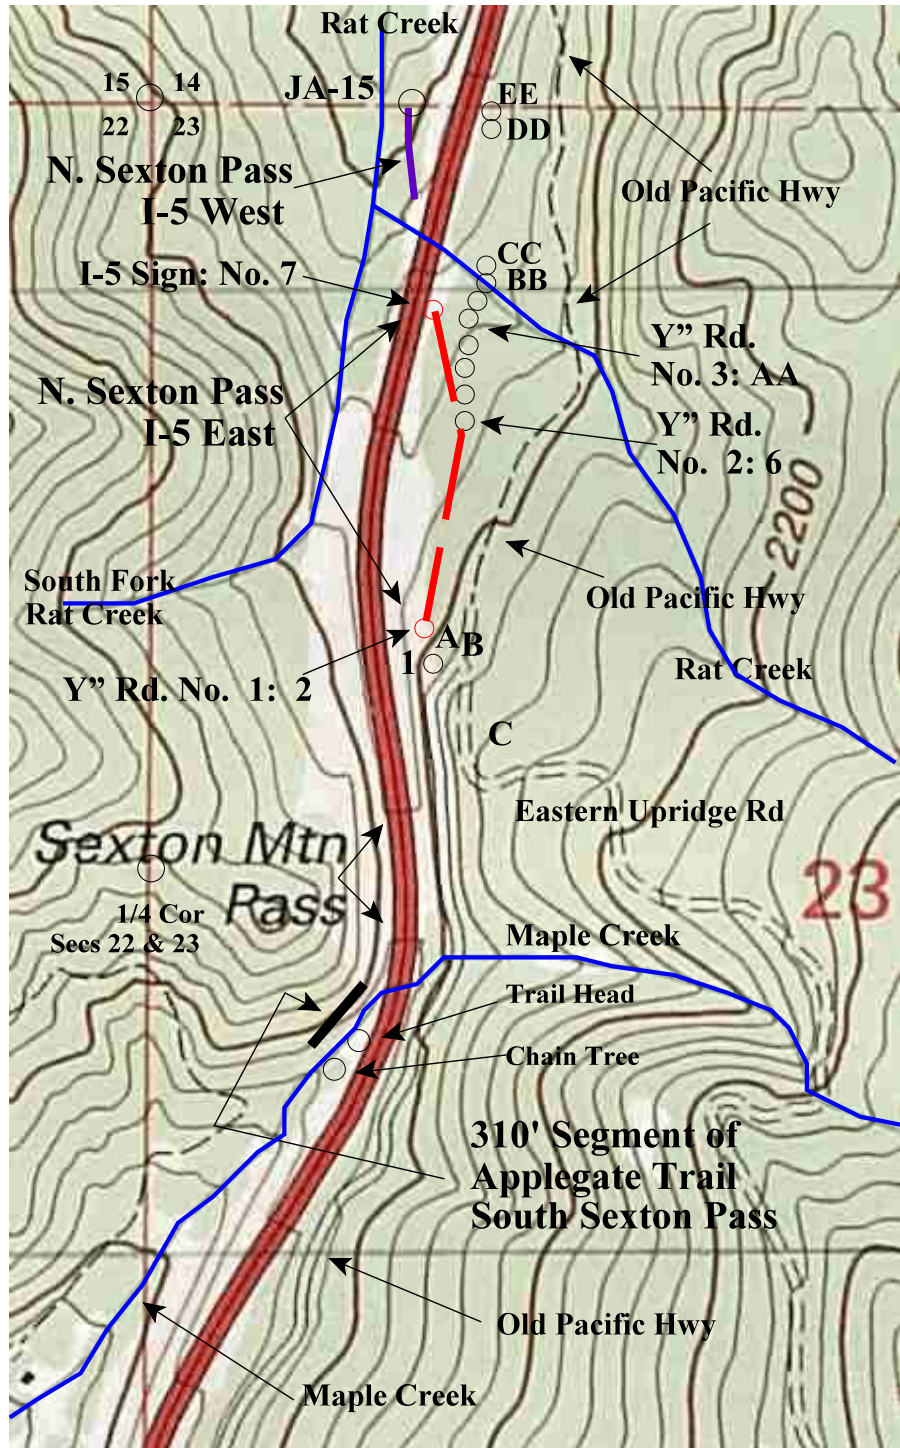 Rat Creek
15 14
22 23
JA-15
EE
DD
N. Sexton Pass
I-5 West
Old Pacific Hwy
CC
BB
I-5 Sign: No. 7
Y” Rd.
No. 3: AA
N. Sexton Pass
I-5 East
Y” Rd.
No. 2: 6
2200
South Fork
Rat Creek
Old Pacific Hwy
A
B
1
Rat Creek
Y” Rd. No. 1: 2
C
Eastern Upridge Rd
Sexton Mtn
Pass
23
1/4 Cor
Secs 22 & 23
Maple Creek
Trail Head
Chain Tree
310' Segment of
Applegate Trail
South Sexton Pass
Old Pacific Hwy
Maple Creek